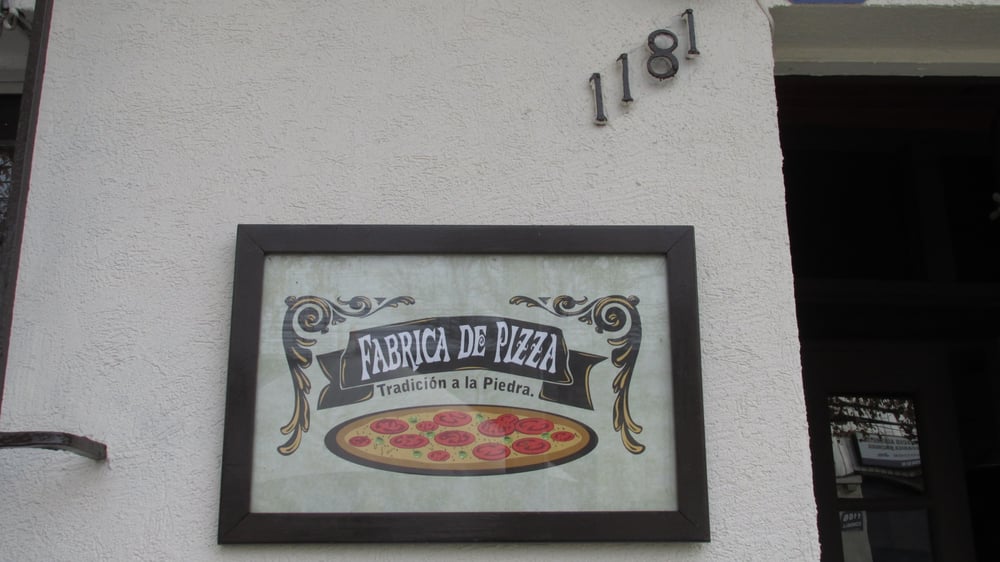 1181
FABRICA DE PIZZA
Tradición a la Piedra.